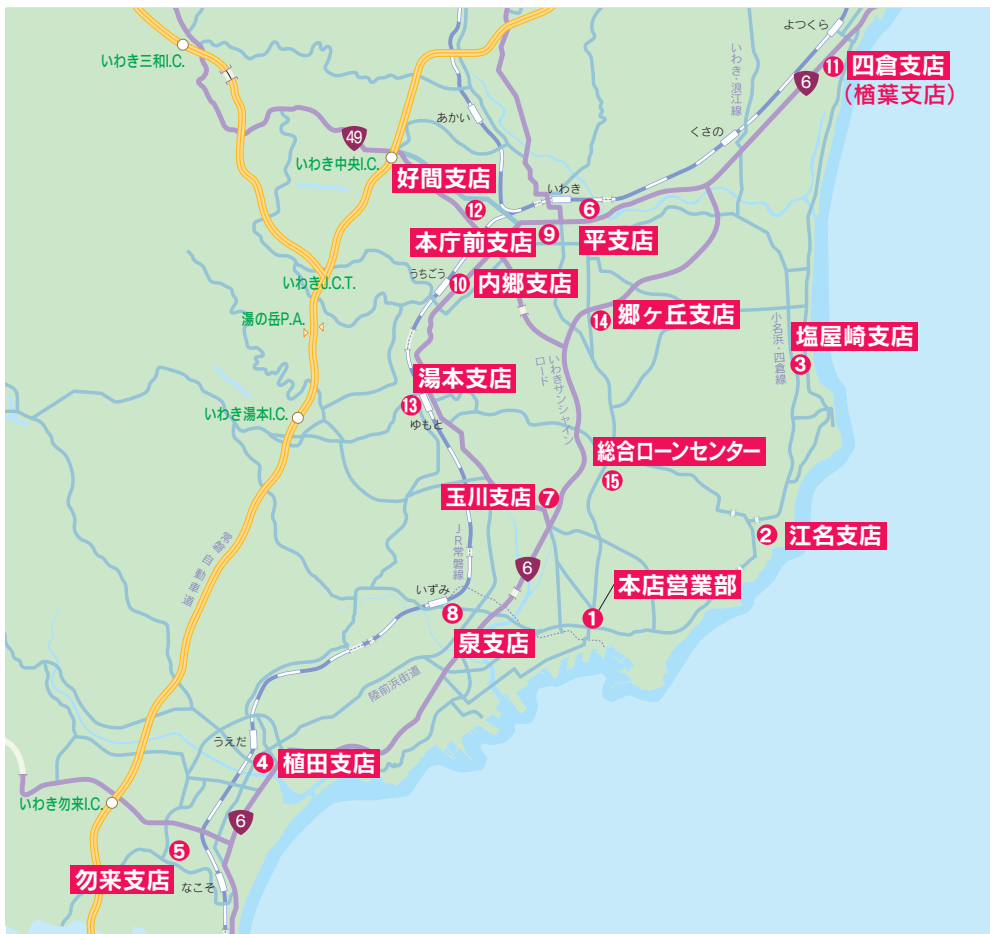 よつくら
いわき三和I.C.
⑪ 四倉支店
（楢葉支店）
6
いわき・浪江線
あかい
くさの
49
いわき中央I.C.
好間支店
⑫
いわき
⑥
平支店
本庁前支店
⑨
うちごう
⑩ 内郷支店
いわきJ.C.T.
湯の岳P.A.
⑭ 郷ヶ丘支店
小名浜・四倉線
塩屋崎支店
③
いわきサンシャイン
ロード
湯本支店
⑬
ゆもと
いわき湯本I.C.
総合ローンセンター
⑮
玉川支店 ⑦
JR常磐線
② 江名支店
常磐自動車道
6
いずみ
⑧
泉支店
本店営業部
①
陸前浜街道
うえだ
④ 植田支店
いわき勿来I.C.
6
⑤
勿来支店
なこそ